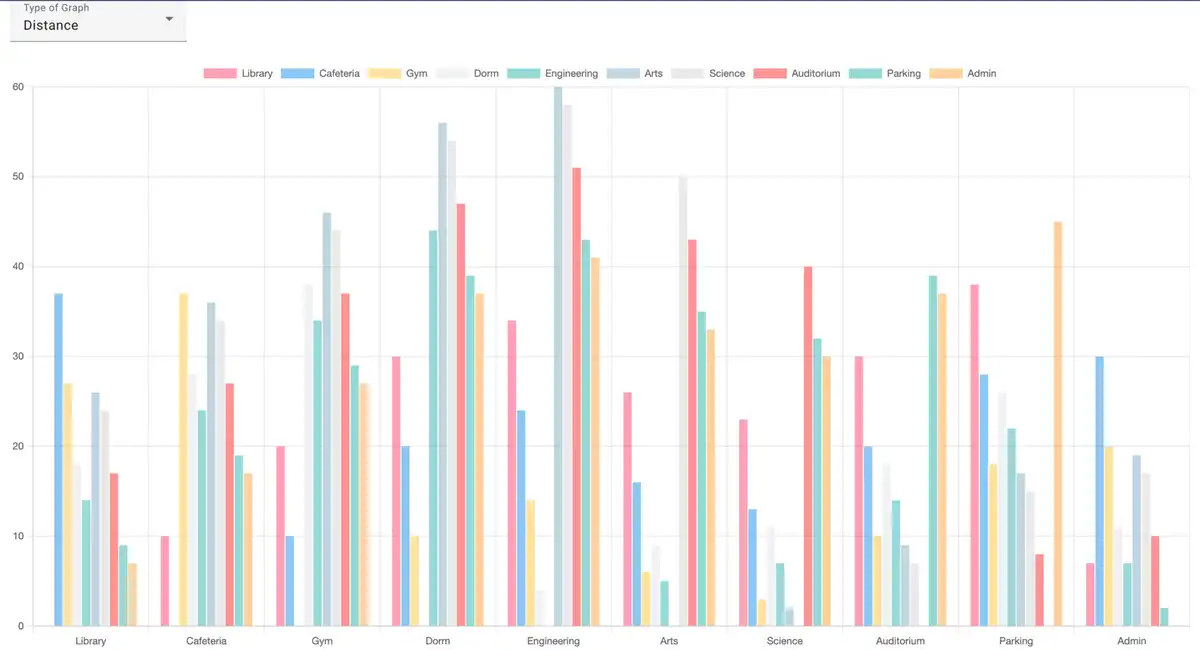 Type of Graph
Distance
Library Cafeteria Gym Dorm Engineering Arts Science Auditorium Parking Admin
60
50
40
30
20
10
0
Library Cafeteria Gym Dorm Engineering Arts Science Auditorium Parking Admin